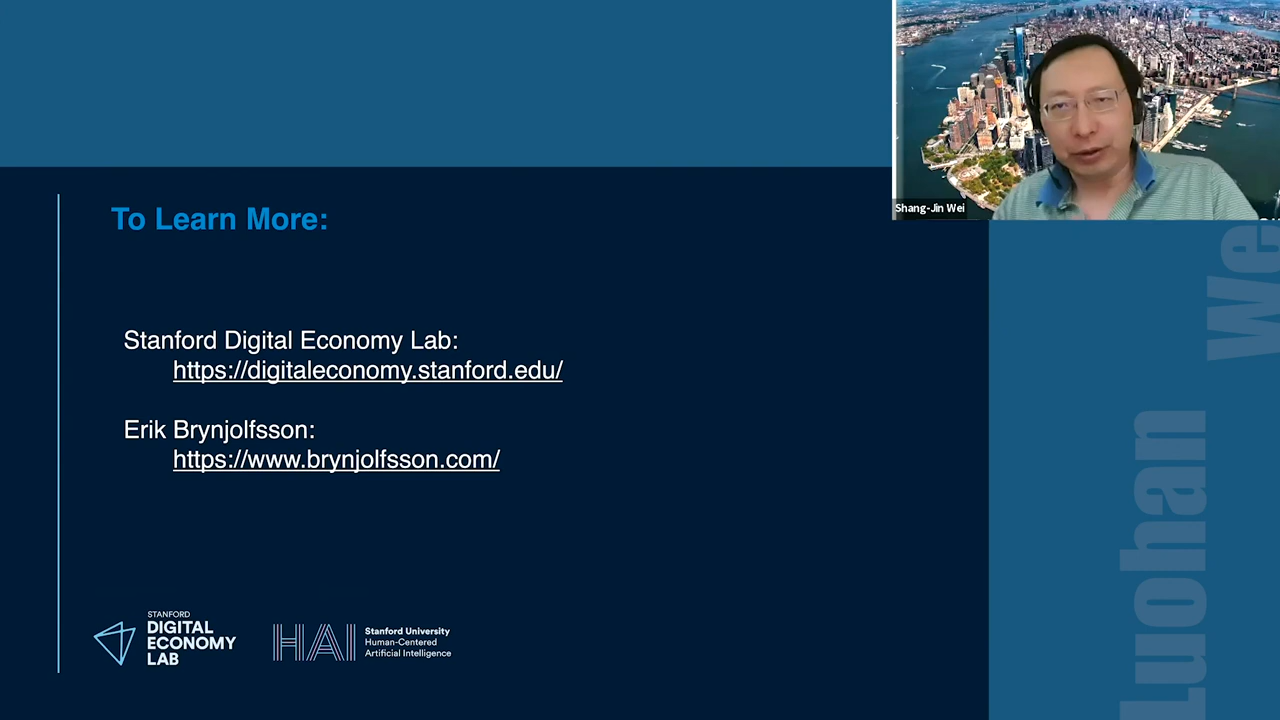 Shang-Jin Wei
To Learn More:
Stanford Digital Economy Lab:
https://digitaleconomy.stanford.edu/
Erik Brynjolfsson:
https://www.brynjolfsson.com/
STANFORD
DIGITAL
ECONOMY
LAB
HAI
Stanford University
Human-Centered
Artificial Intelligence
Luohan
We